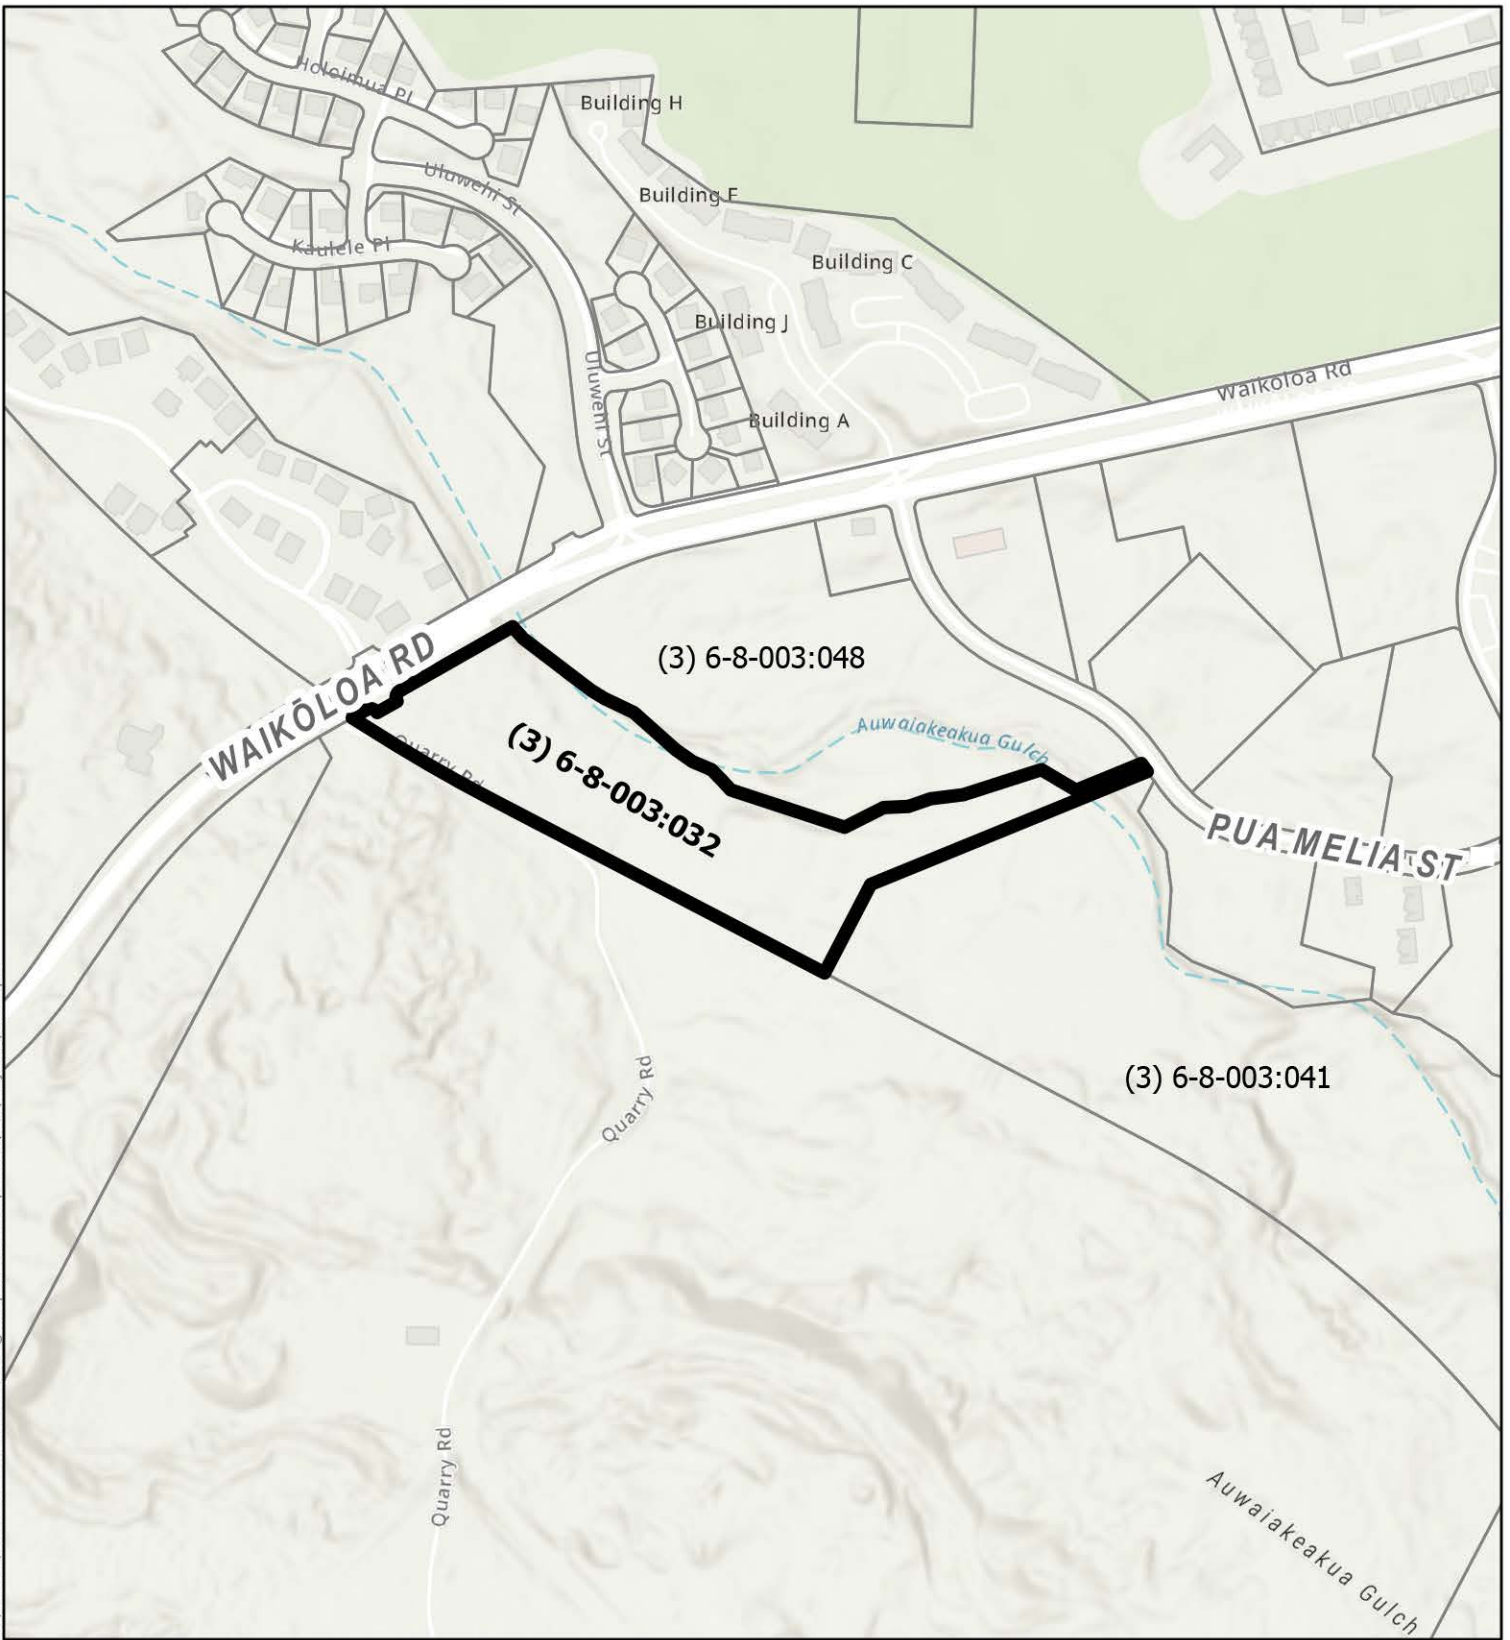 Holoimua Pl
Building H
Uluwehi St
Building F
Kaulele Pl
Building C
Building J
Uluwehi St
Waikoloa Rd
Building A
(3) 6-8-003:048
WAIKŌLOA RD
Auwaiakeakua Gulch
Quarry Rd
(3) 6-8-003:032
PUA MELIA ST
Quarry Rd
(3) 6-8-003:041
Quarry Rd
Auwaiakeakua Gulch